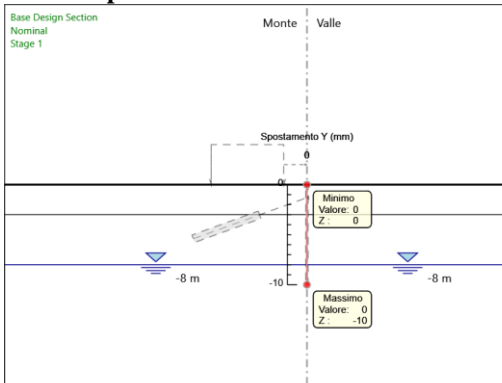 Base Design Section
Nominal
Stage 1
Monte
Valle
Spostamento Y (mm)
0
0
Minimo
Valore: 0
Z : 0
-8 m
-8 m
-10
Massimo
Valore: 0
Z : -10